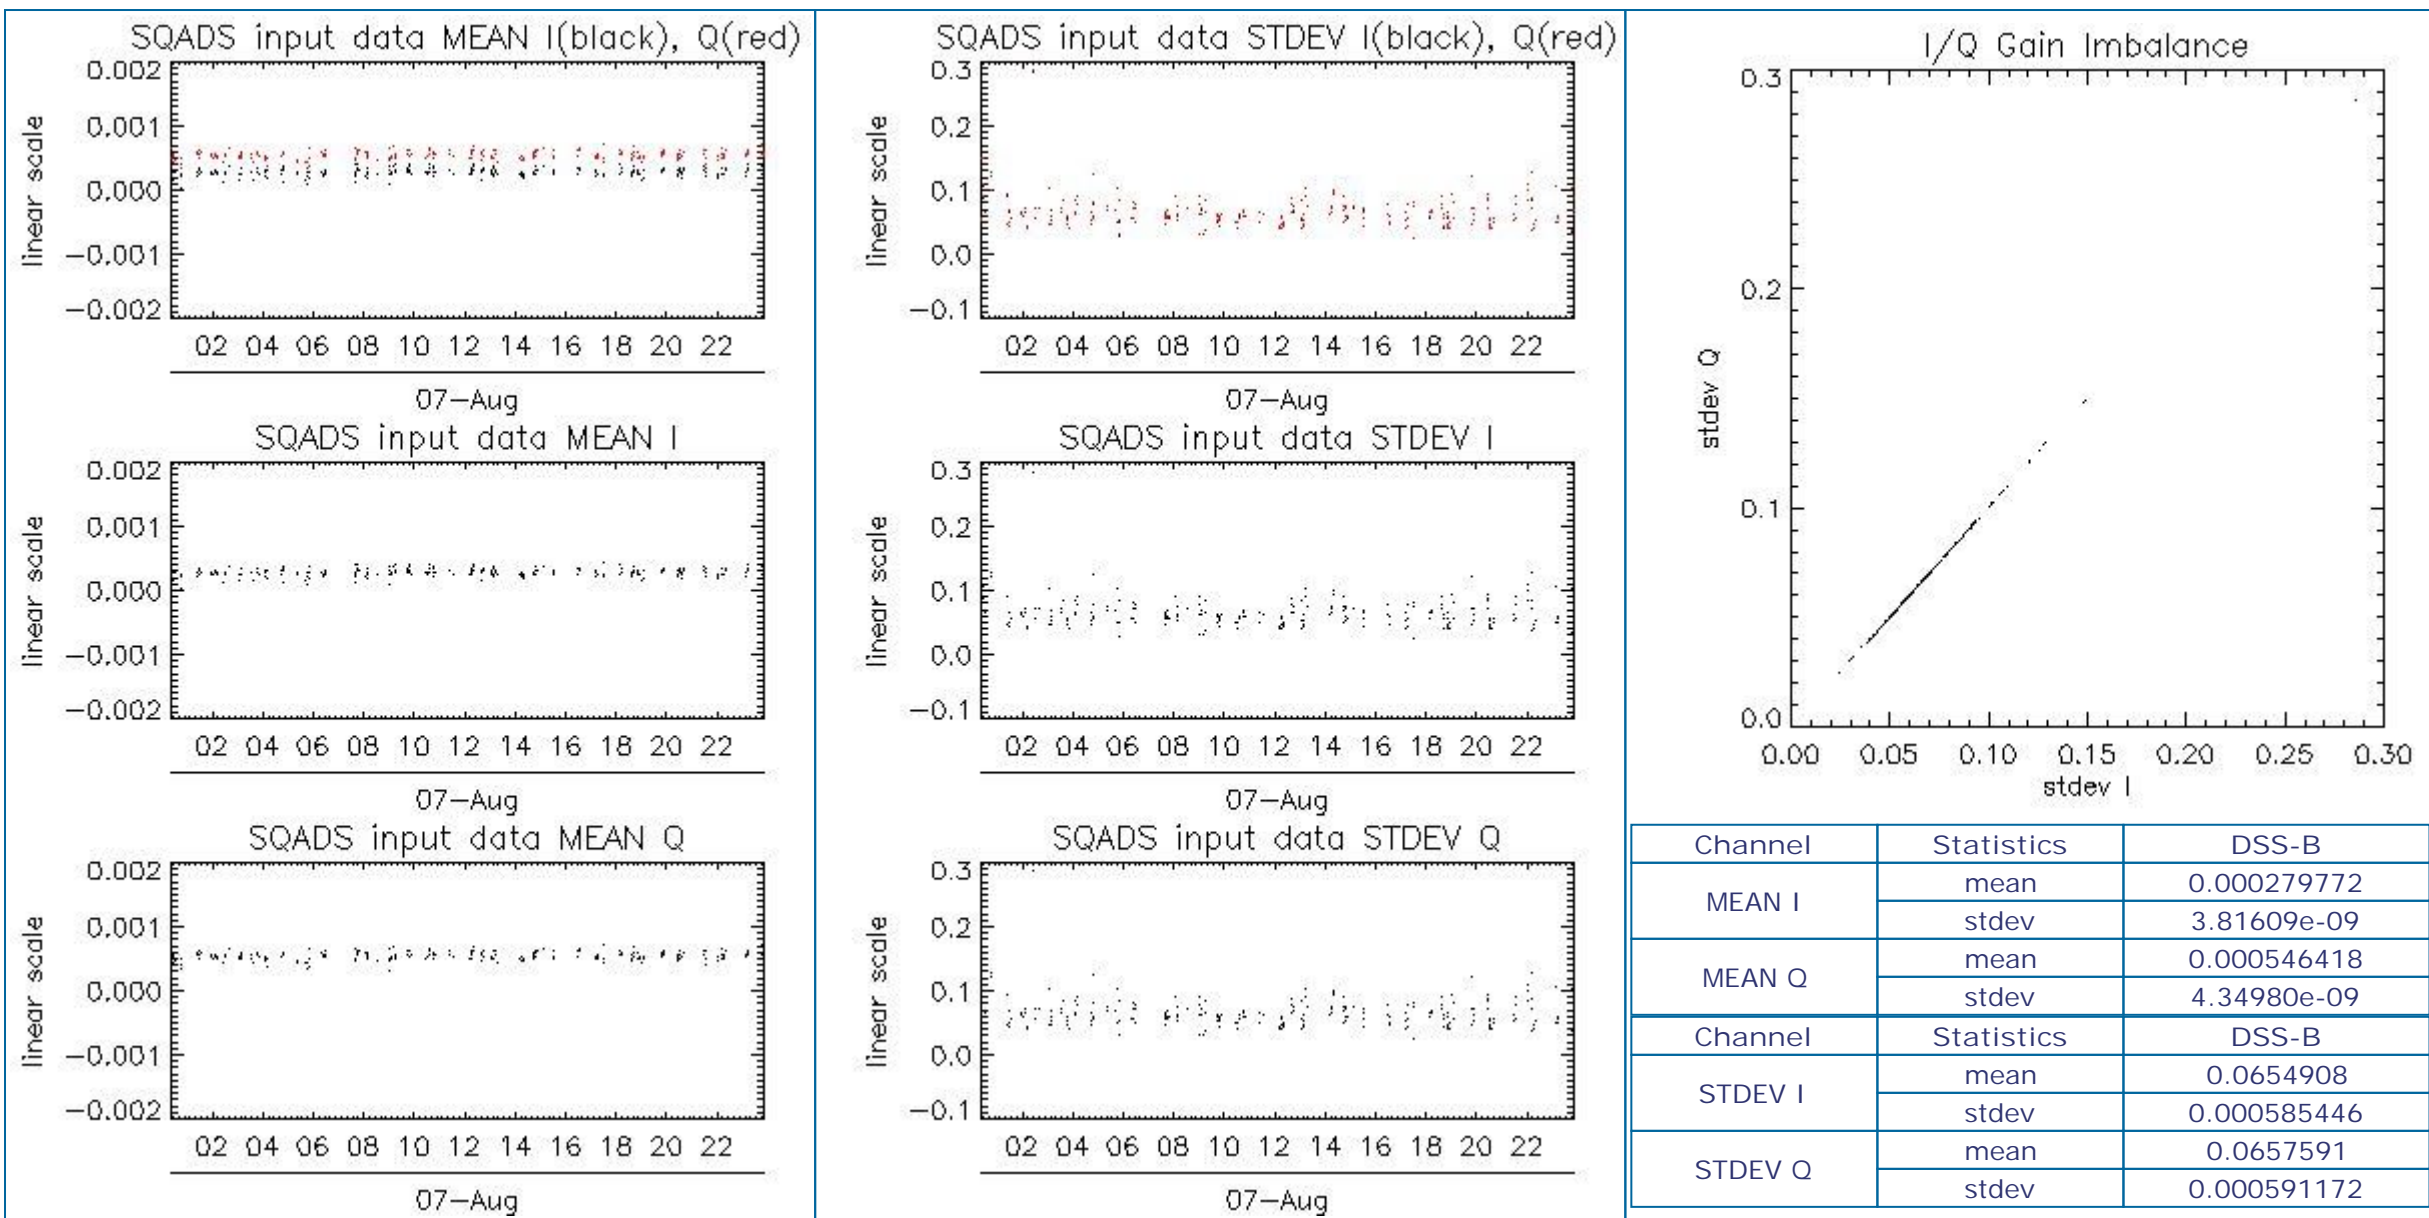 SQADS input data MEAN I(black), Q(red)
0.002
0.001
0.000
-0.001
-0.002
linear scale
02 04 06 08 10 12 14 16 18 20 22
07-Aug
SQADS input data MEAN I
0.002
0.001
0.000
-0.001
-0.002
linear scale
02 04 06 08 10 12 14 16 18 20 22
07-Aug
SQADS input data MEAN Q
0.002
0.001
0.000
-0.001
-0.002
linear scale
02 04 06 08 10 12 14 16 18 20 22
07-Aug
SQADS input data STDEV I(black), Q(red)
0.3
0.2
0.1
0.0
-0.1
linear scale
02 04 06 08 10 12 14 16 18 20 22
07-Aug
SQADS input data STDEV I
0.3
0.2
0.1
0.0
-0.1
linear scale
02 04 06 08 10 12 14 16 18 20 22
07-Aug
SQADS input data STDEV Q
0.3
0.2
0.1
0.0
-0.1
linear scale
02 04 06 08 10 12 14 16 18 20 22
07-Aug
I/Q Gain Imbalance
0.3
0.2
0.1
0.0
stdev Q
0.00 0.05 0.10 0.15 0.20 0.25 0.30
stdev I
Channel Statistics DSS-B
MEAN I mean 0.000279772
stdev 3.81609e-09
MEAN Q mean 0.000546418
stdev 4.34980e-09
Channel Statistics DSS-B
STDEV I mean 0.0654908
stdev 0.000585446
STDEV Q mean 0.0657591
stdev 0.000591172